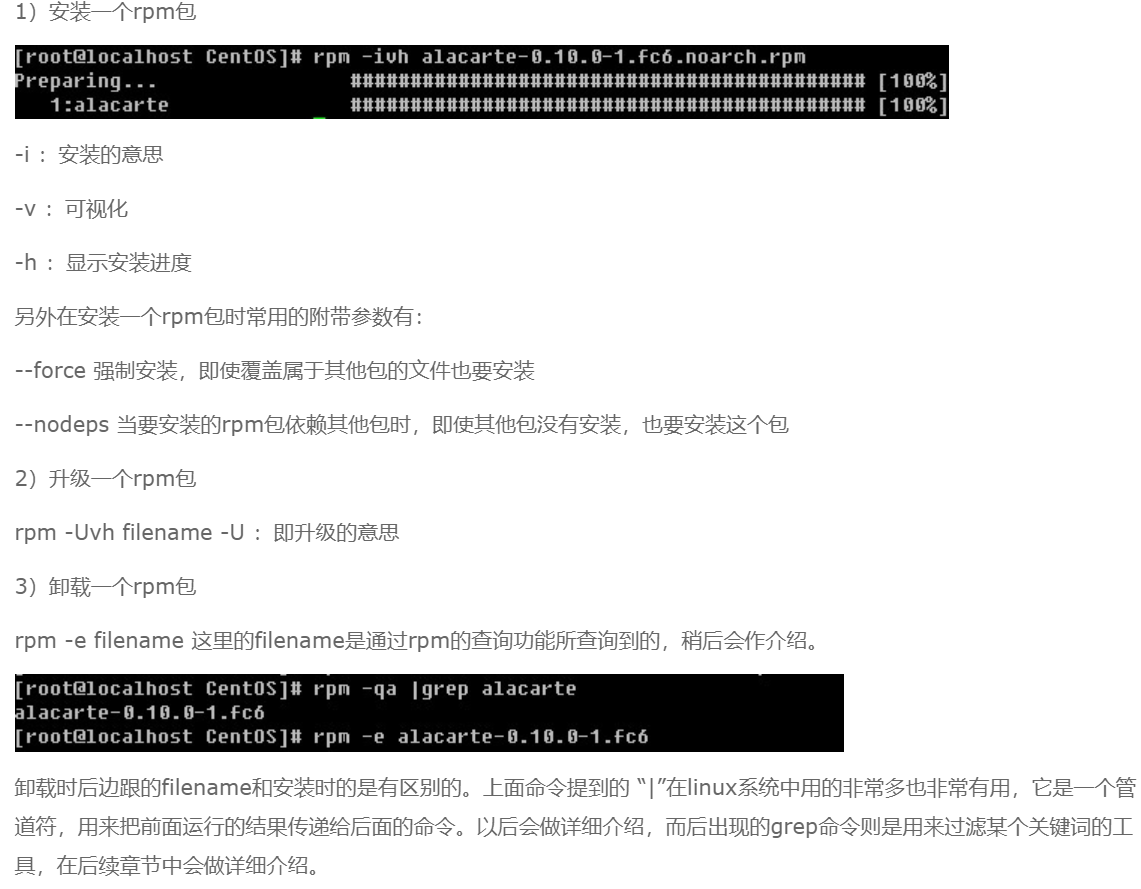 1）安装一个rpm包
[root@localhost CentOS]# rpm -ivh alacarte-0.10.0-1.fc6.noarch.rpm
Preparing... ########################################### [100%]
1:alacarte ########################################### [100%]
-i ：安装的意思
-v ：可视化
-h ：显示安装进度
另外在安装一个rpm包时常用的附带参数有：
--force 强制安装，即使覆盖属于其他包的文件也要安装
--nodeps 当要安装的rpm包依赖其他包时，即使其他包没有安装，也要安装这个包
2）升级一个rpm包
rpm -Uvh filename -U ：即升级的意思
3）卸载一个rpm包
rpm -e filename 这里的filename是通过rpm的查询功能所查询到的，稍后会作介绍。
[root@localhost CentOS]# rpm -qa |grep alacarte
alacarte-0.10.0-1.fc6
[root@localhost CentOS]# rpm -e alacarte-0.10.0-1.fc6
卸载时后边跟的filename和安装时的是有区别的。上面命令提到的 “|”在linux系统中用的非常多也非常有用，它是一个管
道符，用来把前面运行的结果传递给后面的命令。以后会做详细介绍，而后出现的grep命令则是用来过滤某个关键词的工
具，在后续章节中会做详细介绍。